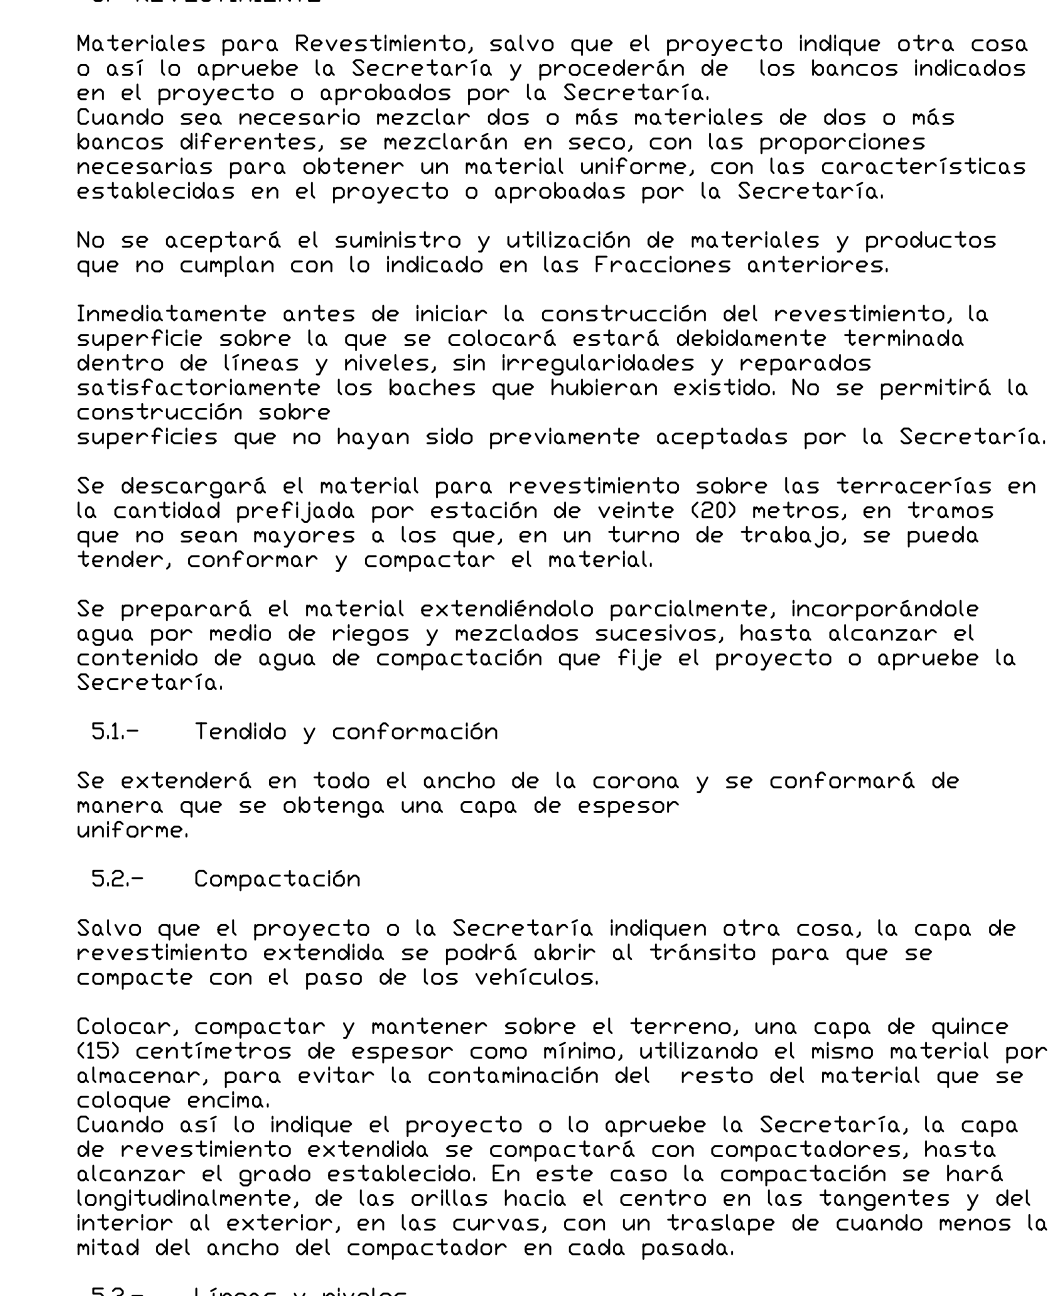 Materiales para Revestimiento, salvo que el proyecto indique otra cosa
o así lo apruebe la Secretaría y procederán de  los bancos indicados
en el proyecto o aprobados por la Secretaría.
Cuando sea necesario mezclar dos o más materiales de dos o más
bancos diferentes, se mezclarán en seco, con las proporciones
necesarias para obtener un material uniforme, con las características
establecidas en el proyecto o aprobadas por la Secretaría.

No se aceptará el suministro y utilización de materiales y productos
que no cumplan con lo indicado en las Fracciones anteriores.

Inmediatamente antes de iniciar la construcción del revestimiento, la
superficie sobre la que se colocará estará debidamente terminada
dentro de líneas y niveles, sin irregularidades y reparados
satisfactoriamente los baches que hubieran existido. No se permitirá la
construcción sobre
superficies que no hayan sido previamente aceptadas por la Secretaría.

Se descargará el material para revestimiento sobre las terracerías en
la cantidad prefijada por estación de veinte (20) metros, en tramos
que no sean mayores a los que, en un turno de trabajo, se pueda
tender, conformar y compactar el material.

Se preparará el material extendiéndolo parcialmente, incorporándole
agua por medio de riegos y mezclados sucesivos, hasta alcanzar el
contenido de agua de compactación que fije el proyecto o apruebe la
Secretaría.

5.1.- Tendido y conformación

Se extenderá en todo el ancho de la corona y se conformará de
manera que se obtenga una capa de espesor
uniforme.

5.2.- Compactación

Salvo que el proyecto o la Secretaría indiquen otra cosa, la capa de
revestimiento extendida se podrá abrir al tránsito para que se
compacte con el paso de los vehículos.

Colocar, compactar y mantener sobre el terreno, una capa de quince
(15) centímetros de espesor como mínimo, utilizando el mismo material por
almacenar, para evitar la contaminación del  resto del material que se
coloque encima.
Cuando así lo indique el proyecto o lo apruebe la Secretaría, la capa
de revestimiento extendida se compactará con compactadores, hasta
alcanzar el grado establecido. En este caso la compactación se hará
longitudinalmente, de las orillas hacia el centro en las tangentes y del
interior al exterior, en las curvas, con un traslape de cuando menos la
mitad del ancho del compactador en cada pasada.

5.3.- Líneas y niveles